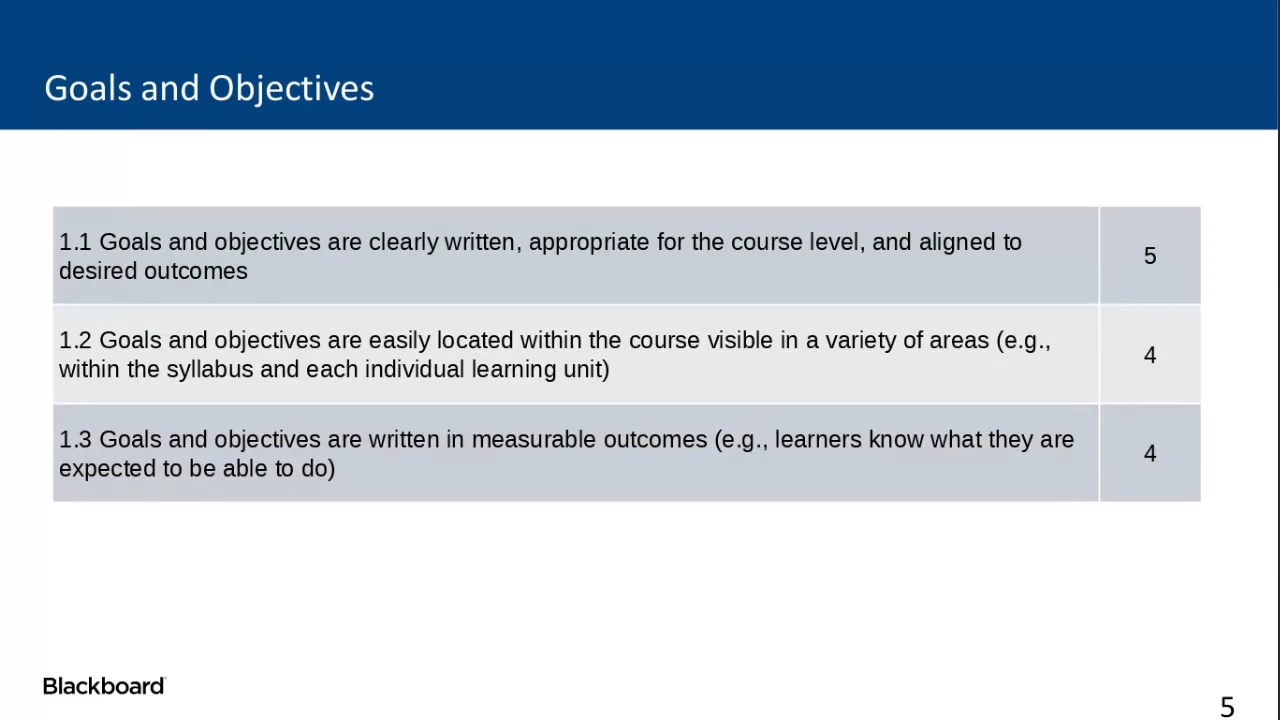 Goals and Objectives
1.1 Goals and objectives are clearly written, appropriate for the course level, and aligned to
desired outcomes
5
1.2 Goals and objectives are easily located within the course visible in a variety of areas (e.g.,
within the syllabus and each individual learning unit)
4
1.3 Goals and objectives are written in measurable outcomes (e.g., learners know what they are
expected to be able to do)
4
Blackboard
5